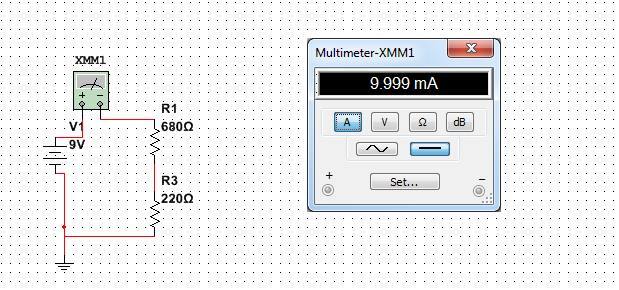 XMM1
+ −
V1
9V
R1
680Ω
R3
220Ω
Multimeter-XMM1
9.999 mA
A V Ω dB
+ Set... −